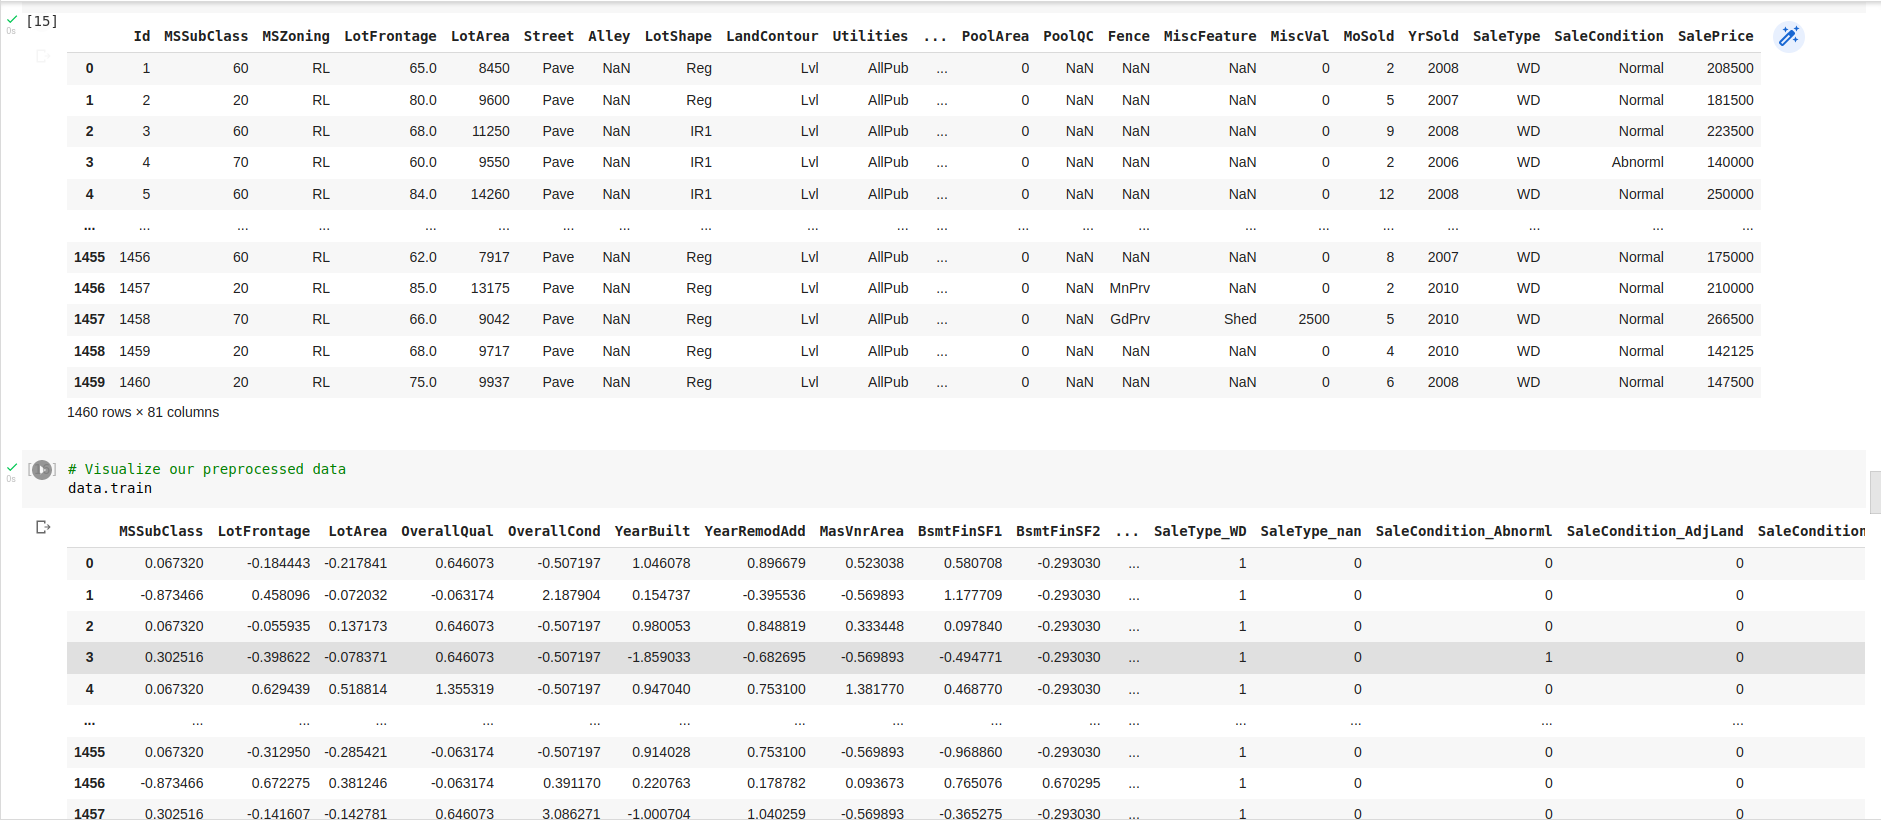 [15]
0s
Id MSSubClass MSZoning LotFrontage LotArea Street Alley LotShape LandContour Utilities ... PoolArea PoolQC Fence MiscFeature MiscVal MoSold YrSold SaleType SaleCondition SalePrice
0 1 60 RL 65.0 8450 Pave NaN Reg Lvl AllPub ... 0 NaN NaN NaN 0 2 2008 WD Normal 208500
1 2 20 RL 80.0 9600 Pave NaN Reg Lvl AllPub ... 0 NaN NaN NaN 0 5 2007 WD Normal 181500
2 3 60 RL 68.0 11250 Pave NaN IR1 Lvl AllPub ... 0 NaN NaN NaN 0 9 2008 WD Normal 223500
3 4 70 RL 60.0 9550 Pave NaN IR1 Lvl AllPub ... 0 NaN NaN NaN 0 2 2006 WD Abnorml 140000
4 5 60 RL 84.0 14260 Pave NaN IR1 Lvl AllPub ... 0 NaN NaN NaN 0 12 2008 WD Normal 250000
... ... ... ... ... ... ... ... ... ... ... ... ... ... ... ... ... ... ... ... ... ...
1455 1456 60 RL 62.0 7917 Pave NaN Reg Lvl AllPub ... 0 NaN NaN NaN 0 8 2007 WD Normal 175000
1456 1457 20 RL 85.0 13175 Pave NaN Reg Lvl AllPub ... 0 NaN MnPrv NaN 0 2 2010 WD Normal 210000
1457 1458 70 RL 66.0 9042 Pave NaN Reg Lvl AllPub ... 0 NaN GdPrv Shed 2500 5 2010 WD Normal 266500
1458 1459 20 RL 68.0 9717 Pave NaN Reg Lvl AllPub ... 0 NaN NaN NaN 0 4 2010 WD Normal 142125
1459 1460 20 RL 75.0 9937 Pave NaN Reg Lvl AllPub ... 0 NaN NaN NaN 0 6 2008 WD Normal 147500
1460 rows × 81 columns
# Visualize our preprocessed data
0s
data.train
MSSubClass LotFrontage LotArea OverallQual OverallCond YearBuilt YearRemodAdd MasVnrArea BsmtFinSF1 BsmtFinSF2 ... SaleType_WD SaleType_nan SaleCondition_Abnorml SaleCondition_AdjLand SaleCondition
0 0.067320 -0.184443 -0.217841 0.646073 -0.507197 1.046078 0.896679 0.523038 0.580708 -0.293030 ... 1 0 0 0
1 -0.873466 0.458096 -0.072032 -0.063174 2.187904 0.154737 -0.395536 -0.569893 1.177709 -0.293030 ... 1 0 0 0
2 0.067320 -0.055935 0.137173 0.646073 -0.507197 0.980053 0.848819 0.333448 0.097840 -0.293030 ... 1 0 0 0
3 0.302516 -0.398622 -0.078371 0.646073 -0.507197 -1.859033 -0.682695 -0.569893 -0.494771 -0.293030 ... 1 0 1 0
4 0.067320 0.629439 0.518814 1.355319 -0.507197 0.947040 0.753100 1.381770 0.468770 -0.293030 ... 1 0 0 0
... ... ... ... ... ... ... ... ... ... ... ... ... ... ... ...
1455 0.067320 -0.312950 -0.285421 -0.063174 -0.507197 0.914028 0.753100 -0.569893 -0.968860 -0.293030 ... 1 0 0 0
1456 -0.873466 0.672275 0.381246 -0.063174 0.391170 0.220763 0.178782 0.093673 0.765076 0.670295 ... 1 0 0 0
1457 0.302516 -0.141607 -0.142781 0.646073 3.086271 -1.000704 1.040259 -0.569893 -0.365275 -0.293030 ... 1 0 0 0